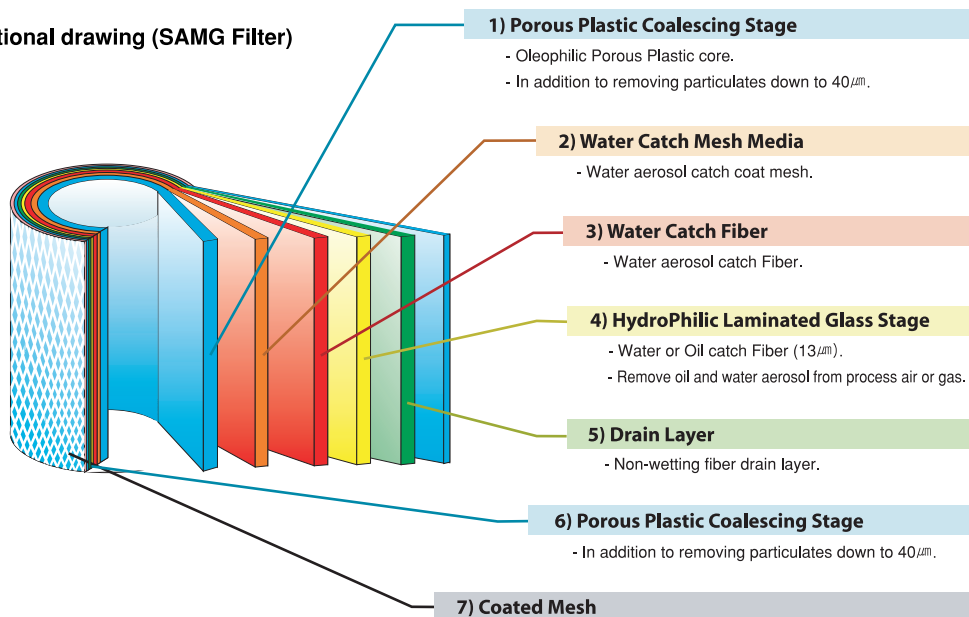 tional drawing (SAMG Filter)
1) Porous Plastic Coalescing Stage
- Oleophilic Porous Plastic core.
- In addition to removing particulates down to 40㎛.
2) Water Catch Mesh Media
- Water aerosol catch coat mesh.
3) Water Catch Fiber
- Water aerosol catch Fiber.
4) HydroPhilic Laminated Glass Stage
- Water or Oil catch Fiber (13㎛).
- Remove oil and water aerosol from process air or gas.
5) Drain Layer
- Non-wetting fiber drain layer.
6) Porous Plastic Coalescing Stage
- In addition to removing particulates down to 40㎛.
7) Coated Mesh